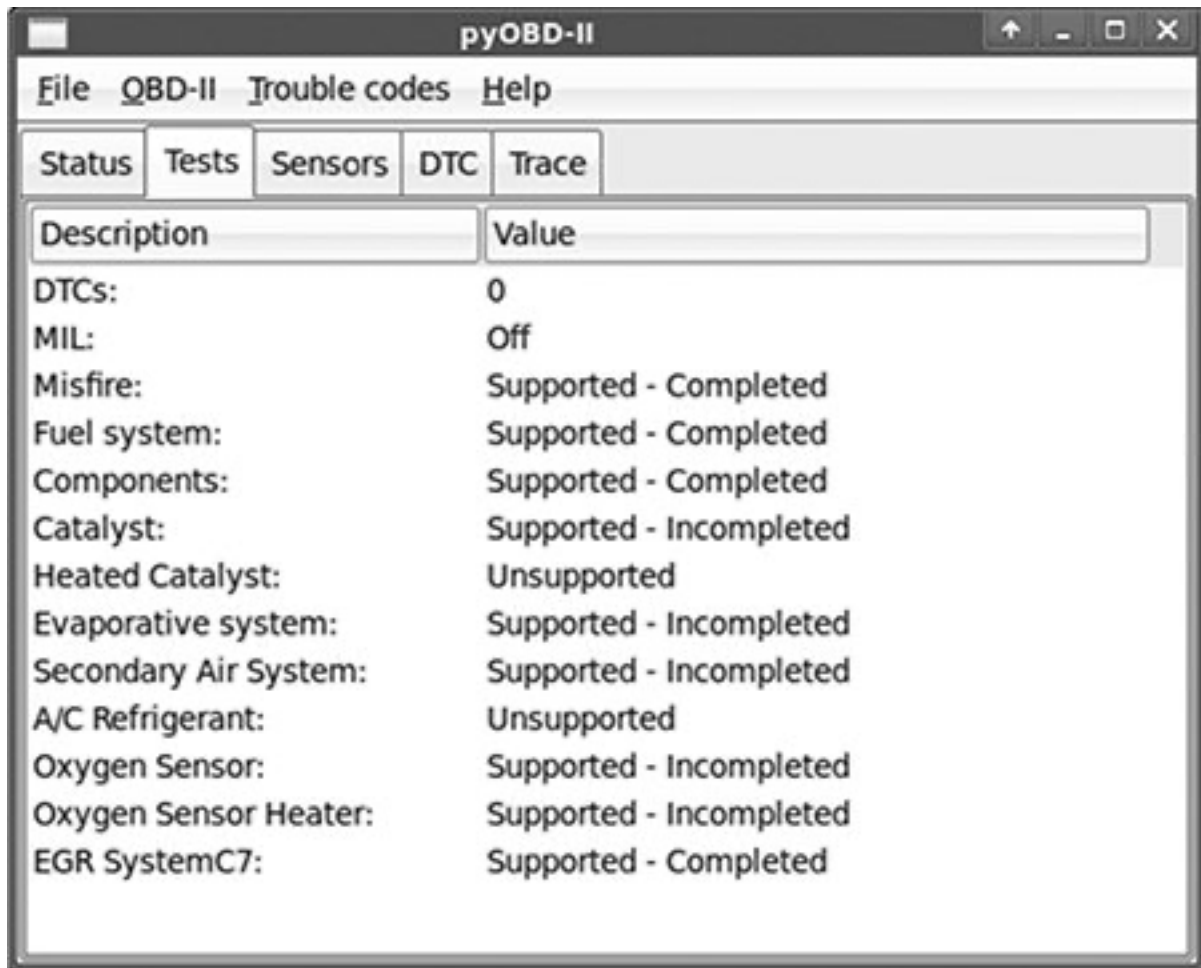 pyOBD-II
File OBD-II Trouble codes Help
Status Tests Sensors DTC Trace
Description Value
DTCs: 0
MIL: Off
Misfire: Supported - Completed
Fuel system: Supported - Completed
Components: Supported - Completed
Catalyst: Supported - Incompleted
Heated Catalyst: Unsupported
Evaporative system: Supported - Incompleted
Secondary Air System: Supported - Incompleted
A/C Refrigerant: Unsupported
Oxygen Sensor: Supported - Incompleted
Oxygen Sensor Heater: Supported - Incompleted
EGR SystemC7: Supported - Completed